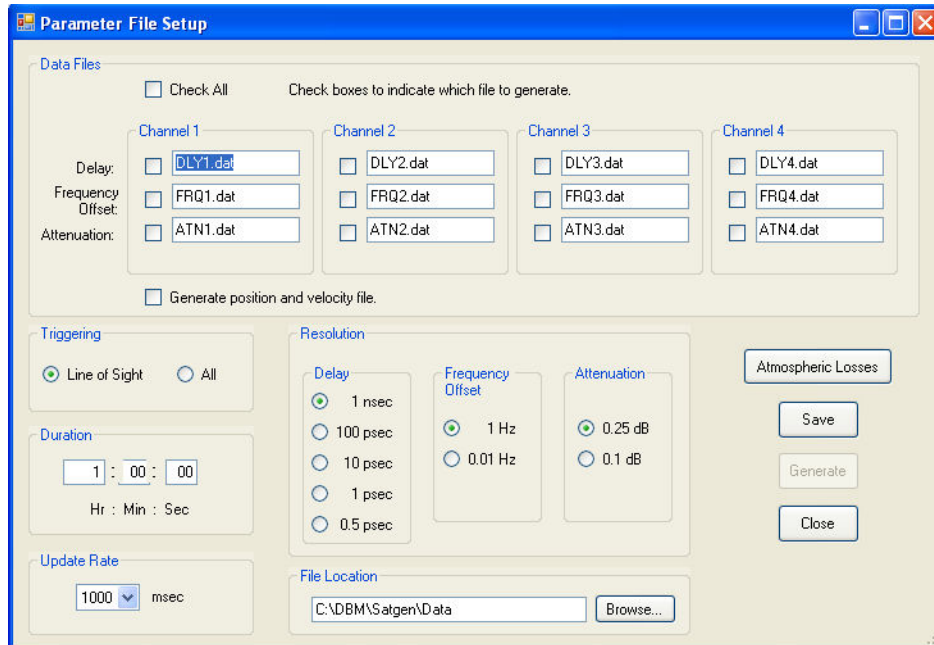 Parameter File Setup
Data Files
Check All Check boxes to indicate which file to generate.
Channel 1 Channel 2 Channel 3 Channel 4
Delay: DLY1.dat DLY2.dat DLY3.dat DLY4.dat
Frequency
Offset: FRQ1.dat FRQ2.dat FRQ3.dat FRQ4.dat
Attenuation: ATN1.dat ATN2.dat ATN3.dat ATN4.dat
Generate position and velocity file.
Triggering
Line of Sight All
Duration
1 : 00 : 00
Hr : Min : Sec
Update Rate
1000 msec
Resolution
Delay
1 nsec
100 psec
10 psec
1 psec
0.5 psec
Frequency
Offset
1 Hz
0.01 Hz
Attenuation
0.25 dB
0.1 dB
File Location
C:\DBM\Satgen\Data Browse...
Atmospheric Losses
Save
Generate
Close